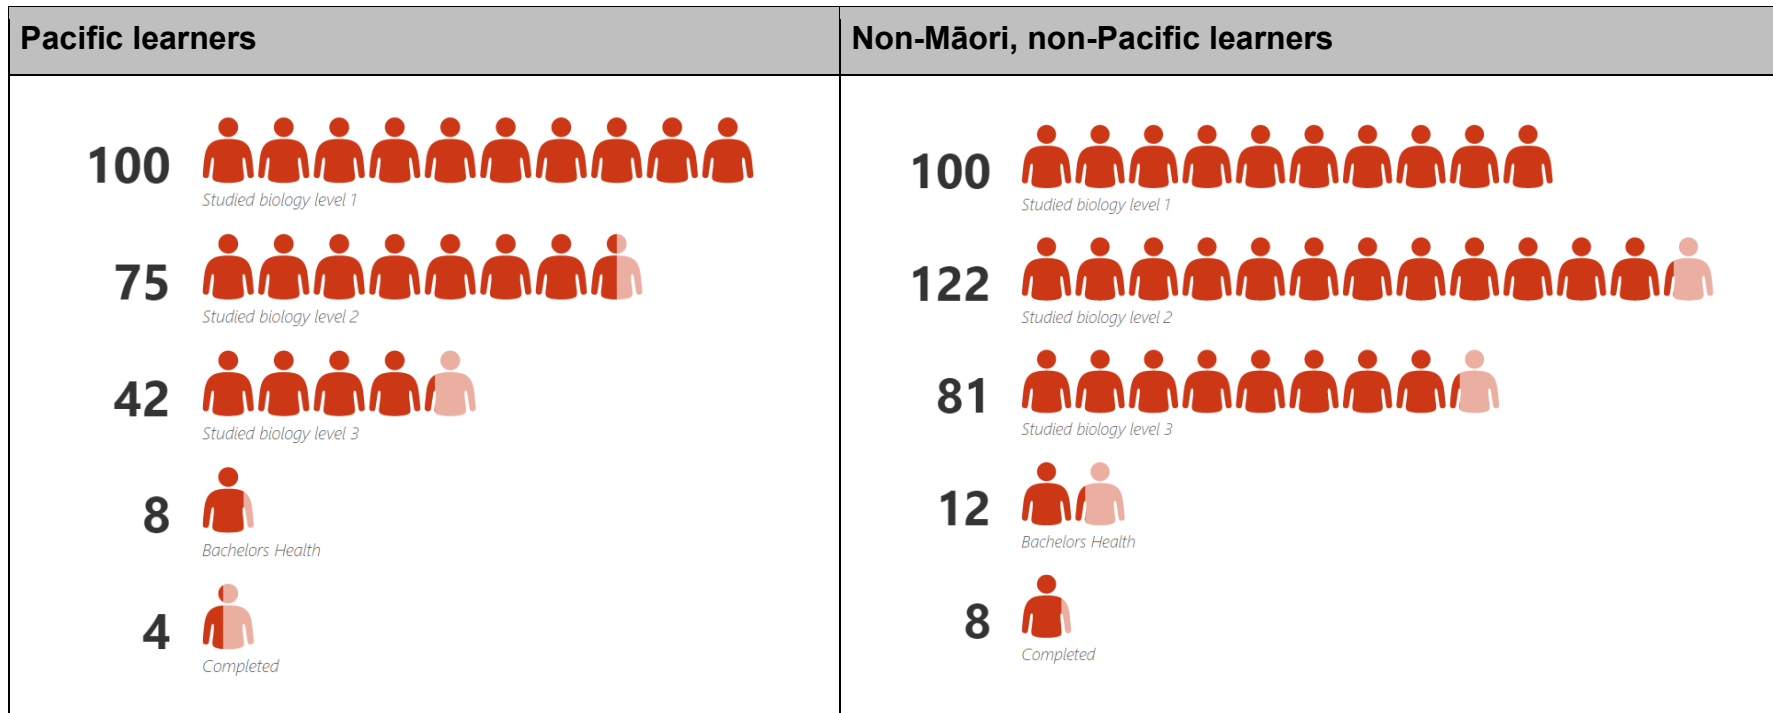 Pacific learners
Non-Māori, non-Pacific learners
100
Studied biology level 1
75
Studied biology level 2
42
Studied biology level 3
8
Bachelors Health
4
Completed
100
Studied biology level 1
122
Studied biology level 2
81
Studied biology level 3
12
Bachelors Health
8
Completed